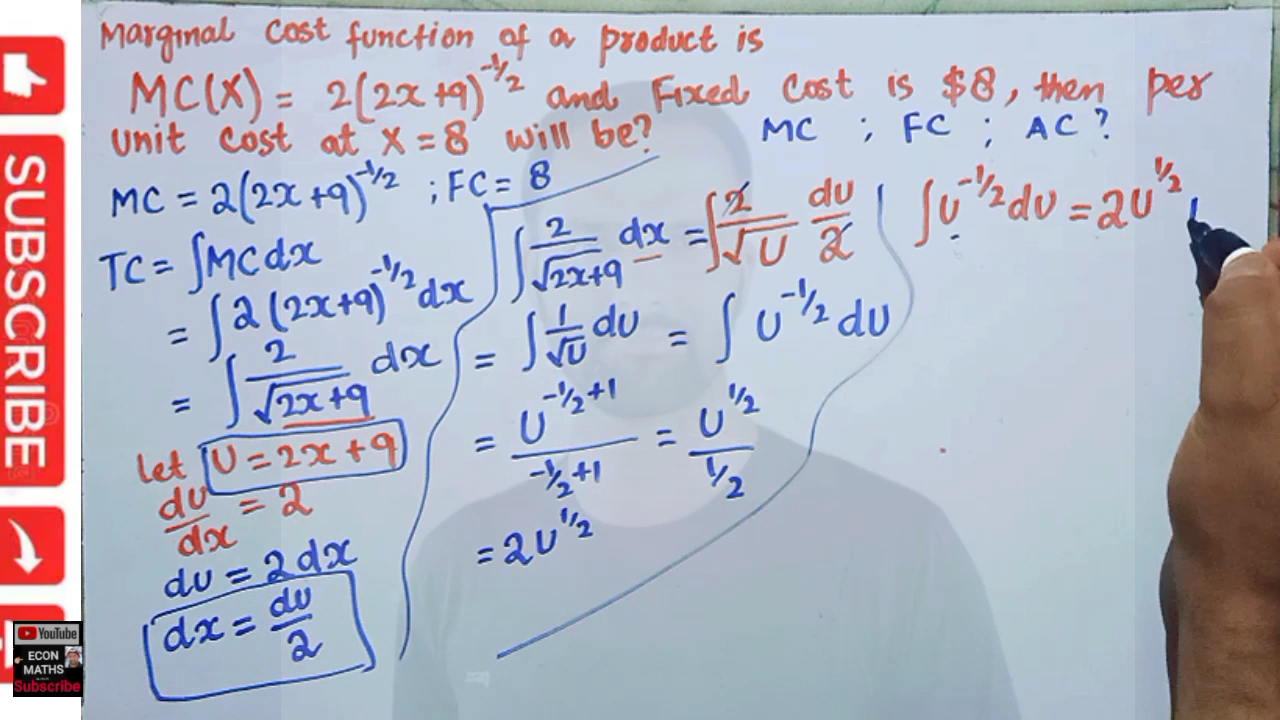 Marginal Cost function of a product is
MC(X) = 2(2x+9)^-1/2 and Fixed Cost is $8, then per
unit Cost at X = 8 will be?
MC ; FC ; AC?
MC = 2(2x+9)^-1/2 ; FC = 8
TC = ∫MCdx
= ∫2(2x+9)^-1/2 dx
= ∫ 2/√(2x+9) dx
let U = 2x+9
du/dx = 2
du = 2dx
dx = du/2
∫ 2/√(2x+9) dx = ∫ 2/√U du/2
= ∫ 1/√U du = ∫ U^-1/2 du
= U^-1/2+1 / -1/2+1 = U^1/2 / 1/2
= 2U^1/2
∫U^-1/2 du = 2U^1/2
SUBSCRIBE
YouTube
ECON
MATHS
Subscribe